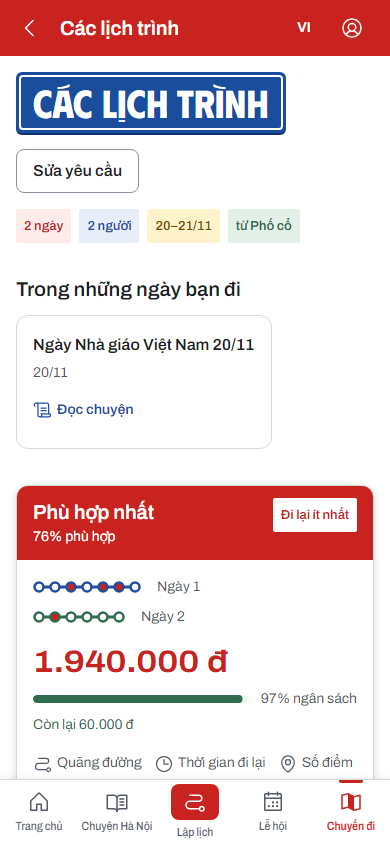 Các lịch trình
VI
CÁC LỊCH TRÌNH
Sửa yêu cầu
2 ngày
2 người
20–21/11
từ Phố cổ
Trong những ngày bạn đi
Ngày Nhà giáo Việt Nam 20/11
20/11
Đọc chuyện
Phù hợp nhất
Đi lại ít nhất
76% phù hợp
Ngày 1
Ngày 2
1.940.000 đ
97% ngân sách
Còn lại 60.000 đ
Quãng đường
Thời gian đi lại
Số điểm
Trang chủ
Chuyện Hà Nội
Lập lịch
Lễ hội
Chuyến đi